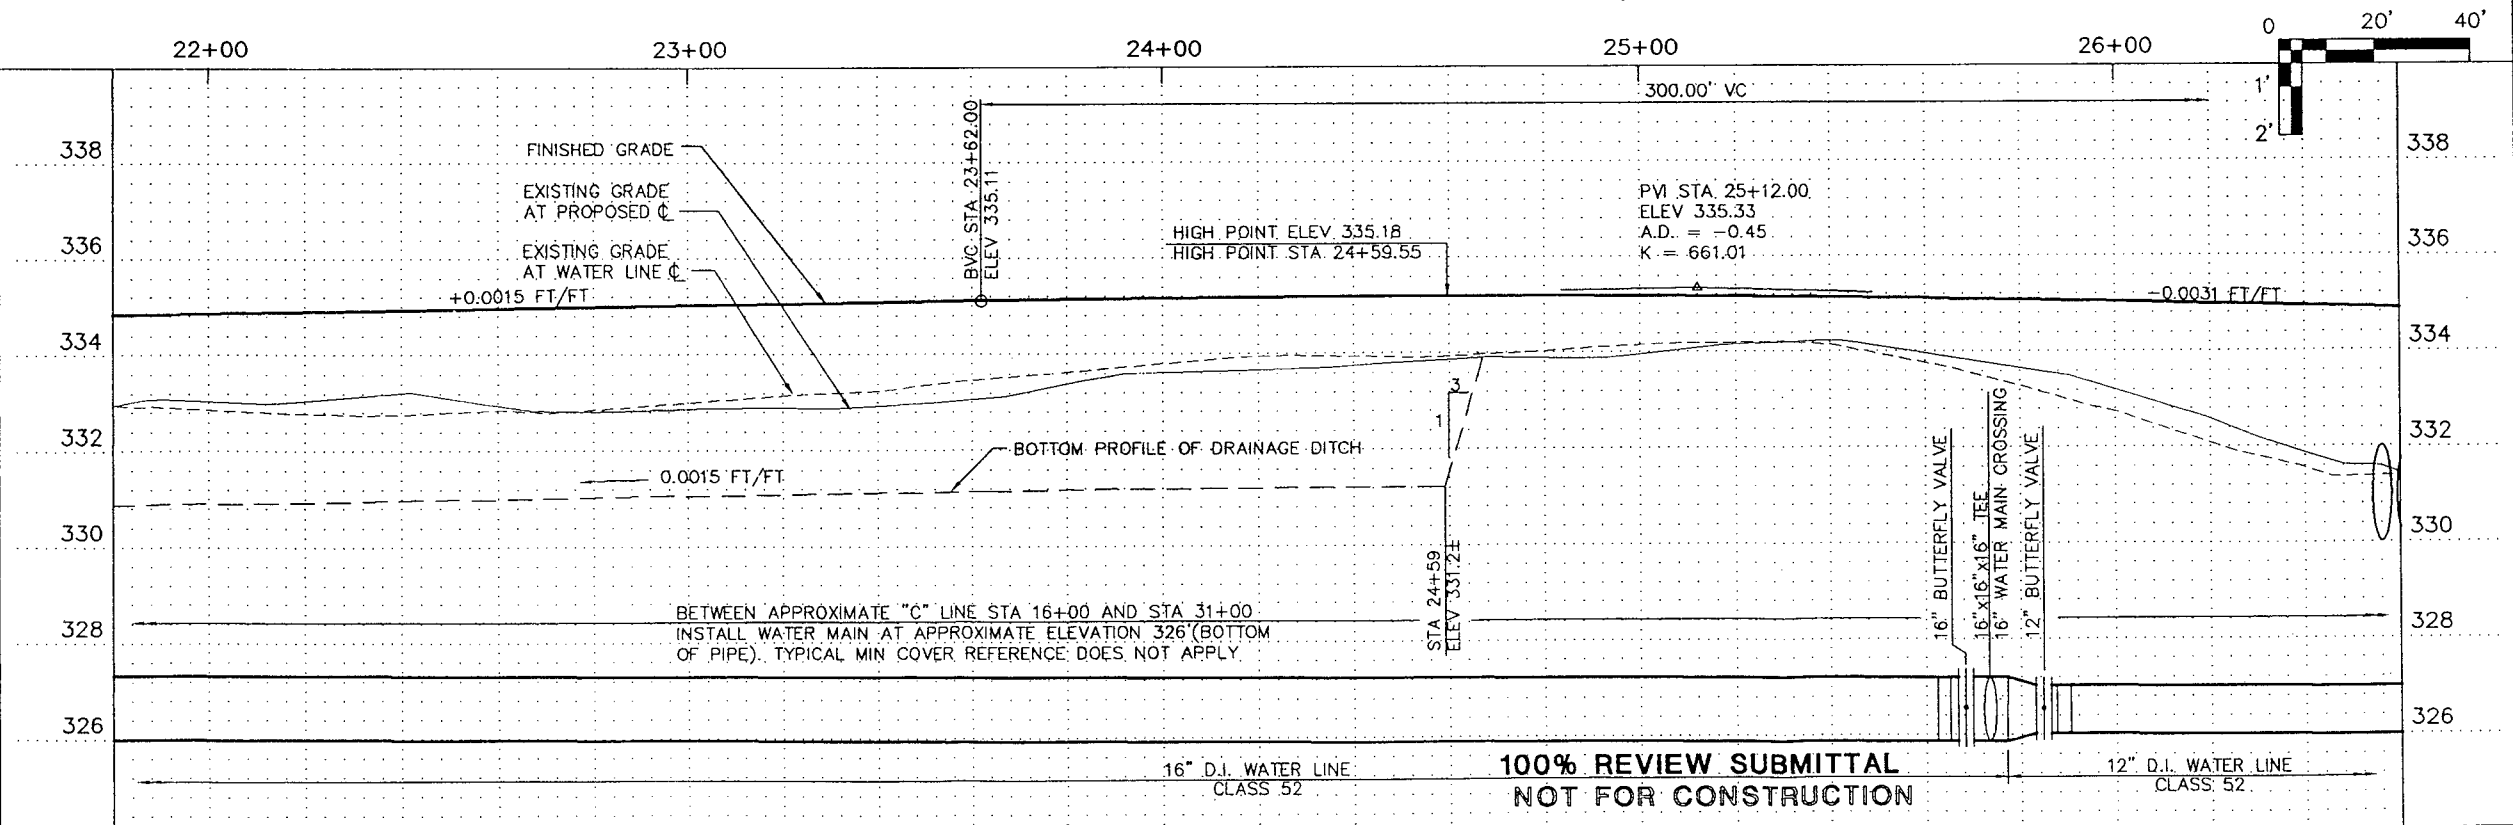 0 20' 40'
22+00 23+00 24+00 25+00 26+00
1'
2'
300.00' VC
BVC STA 23+62.00
ELEV 335.11
338 338
FINISHED GRADE
EXISTING GRADE
AT PROPOSED ℄
EXISTING GRADE
AT WATER LINE ℄
PVI STA. 25+12.00
ELEV 335.33
A.D. = -0.45
K = 661.01
HIGH POINT ELEV 335.18
HIGH POINT STA 24+59.55
336 336
+0.0015 FT/FT
-0.0031 FT/FT
334 334
3
1
332 332
BOTTOM PROFILE OF DRAINAGE DITCH
0.0015 FT/FT
330 330
STA 24+59
ELEV 331.2±
16" BUTTERFLY VALVE
16"x16"x16" TEE
16" WATER MAIN CROSSING
12" BUTTERFLY VALVE
BETWEEN APPROXIMATE "C" LINE STA 16+00 AND STA 31+00
INSTALL WATER MAIN AT APPROXIMATE ELEVATION 326'(BOTTOM
OF PIPE). TYPICAL MIN COVER REFERENCE DOES NOT APPLY
328 328
326 326
16" D.I. WATER LINE
CLASS 52
100% REVIEW SUBMITTAL
NOT FOR CONSTRUCTION
12" D.I. WATER LINE
CLASS 52